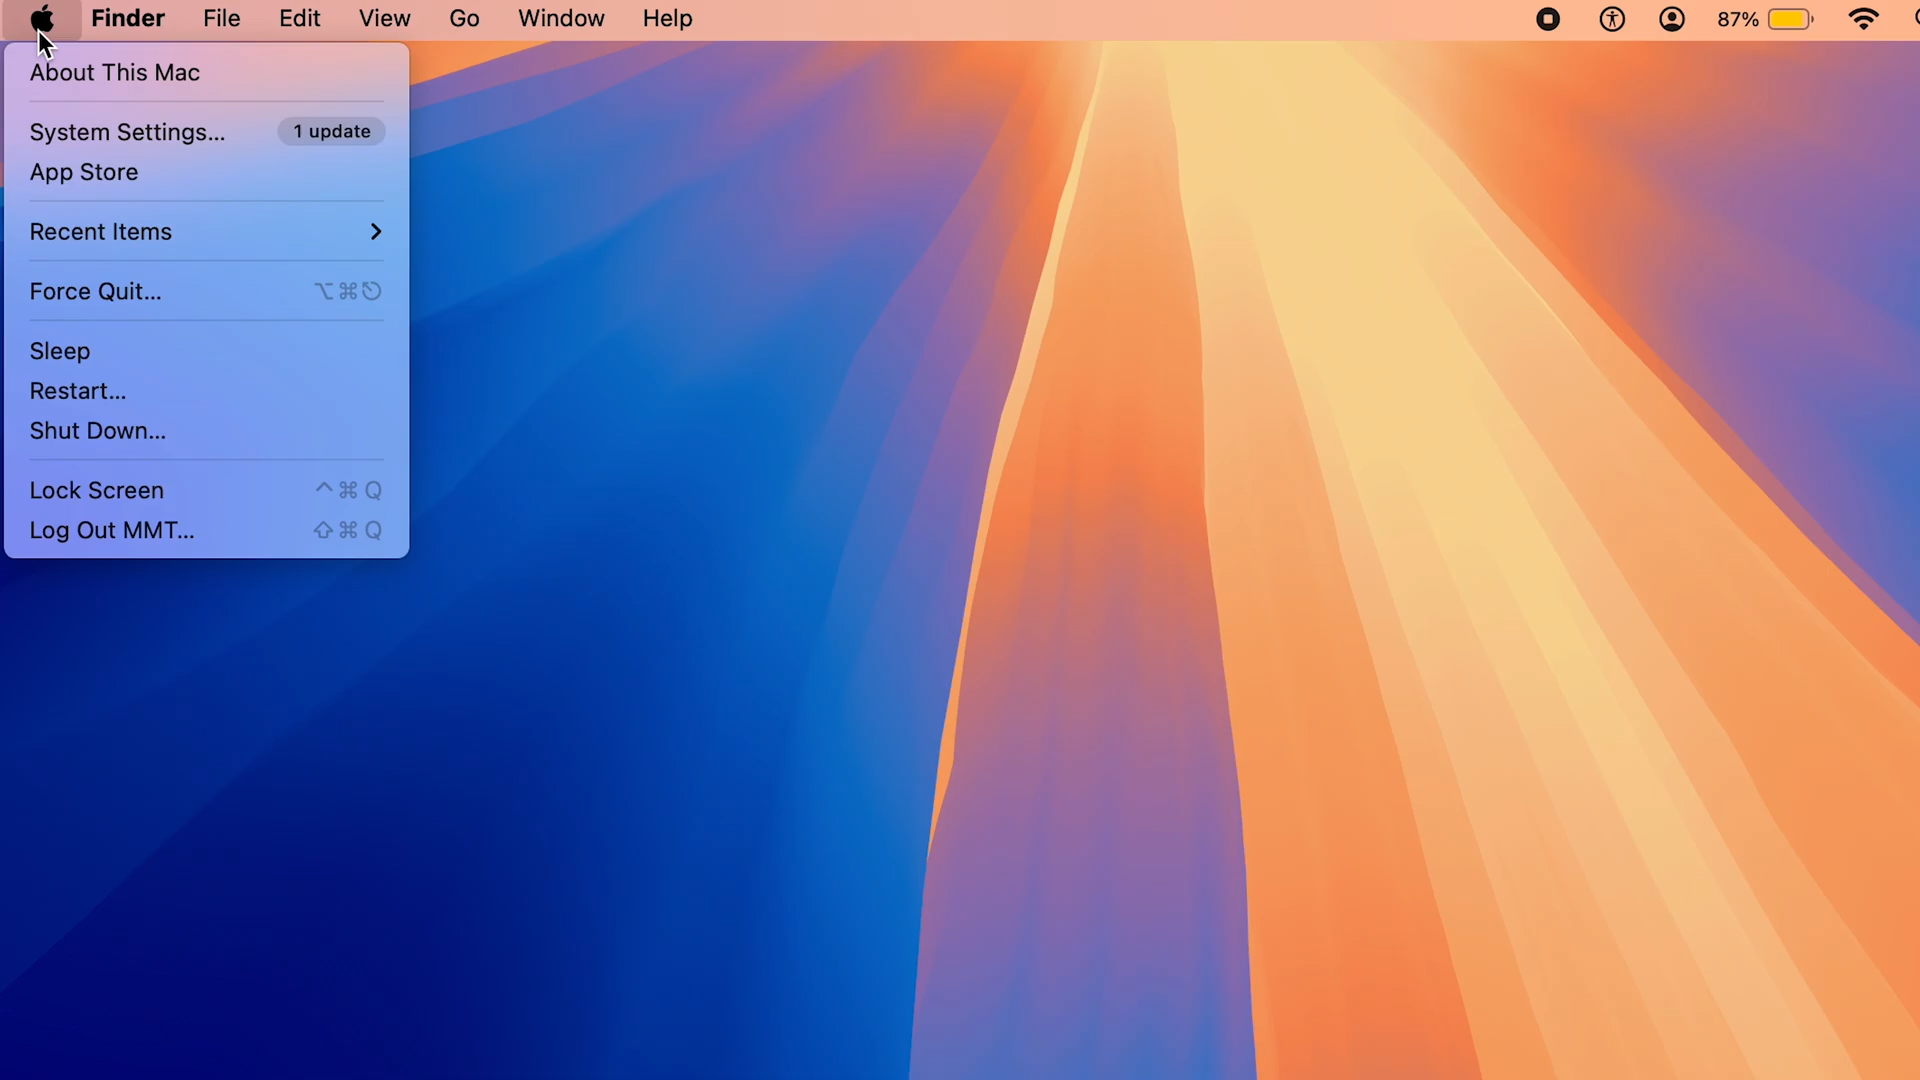 Finder File Edit View Go Window Help 87%
About This Mac
System Settings... 1 update
App Store
Recent Items
Force Quit... ⌥⌘⎋
Sleep
Restart...
Shut Down...
Lock Screen ^⌘Q
Log Out MMT... ⇧⌘Q